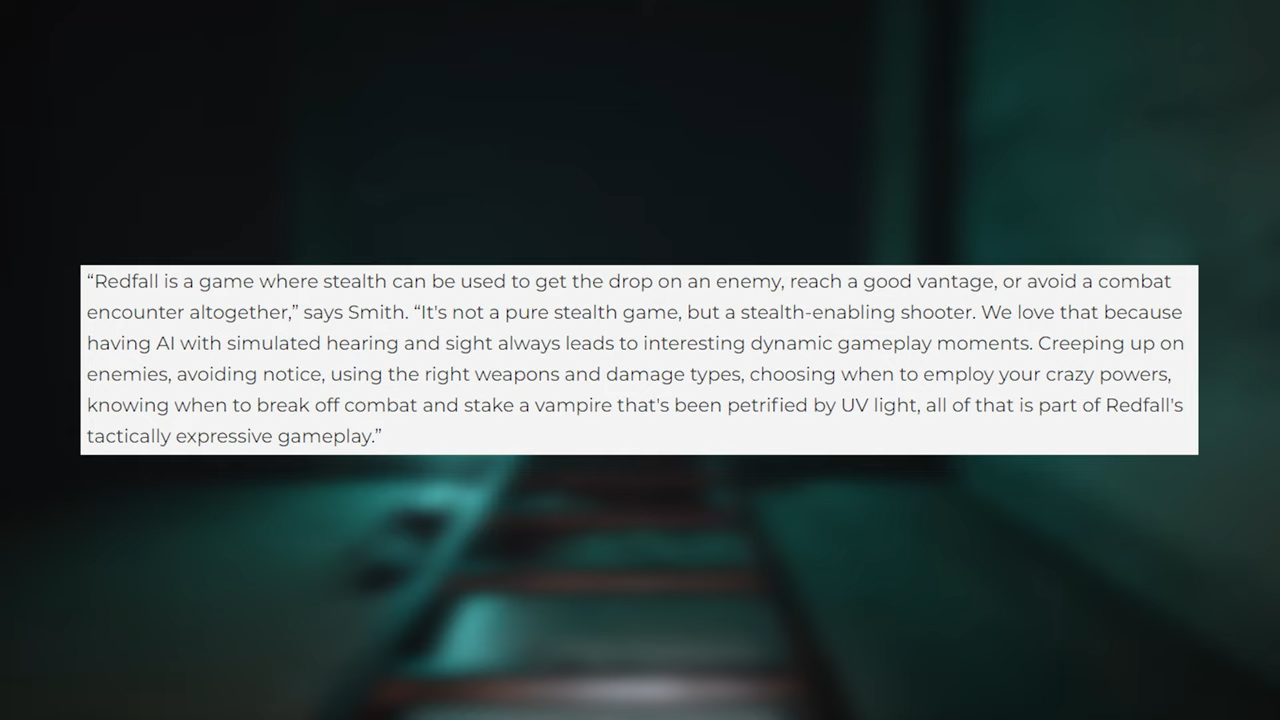 “Redfall is a game where stealth can be used to get the drop on an enemy, reach a good vantage, or avoid a combat
encounter altogether,” says Smith. “It's not a pure stealth game, but a stealth-enabling shooter. We love that because
having AI with simulated hearing and sight always leads to interesting dynamic gameplay moments. Creeping up on
enemies, avoiding notice, using the right weapons and damage types, choosing when to employ your crazy powers,
knowing when to break off combat and stake a vampire that's been petrified by UV light, all of that is part of Redfall's
tactically expressive gameplay.”